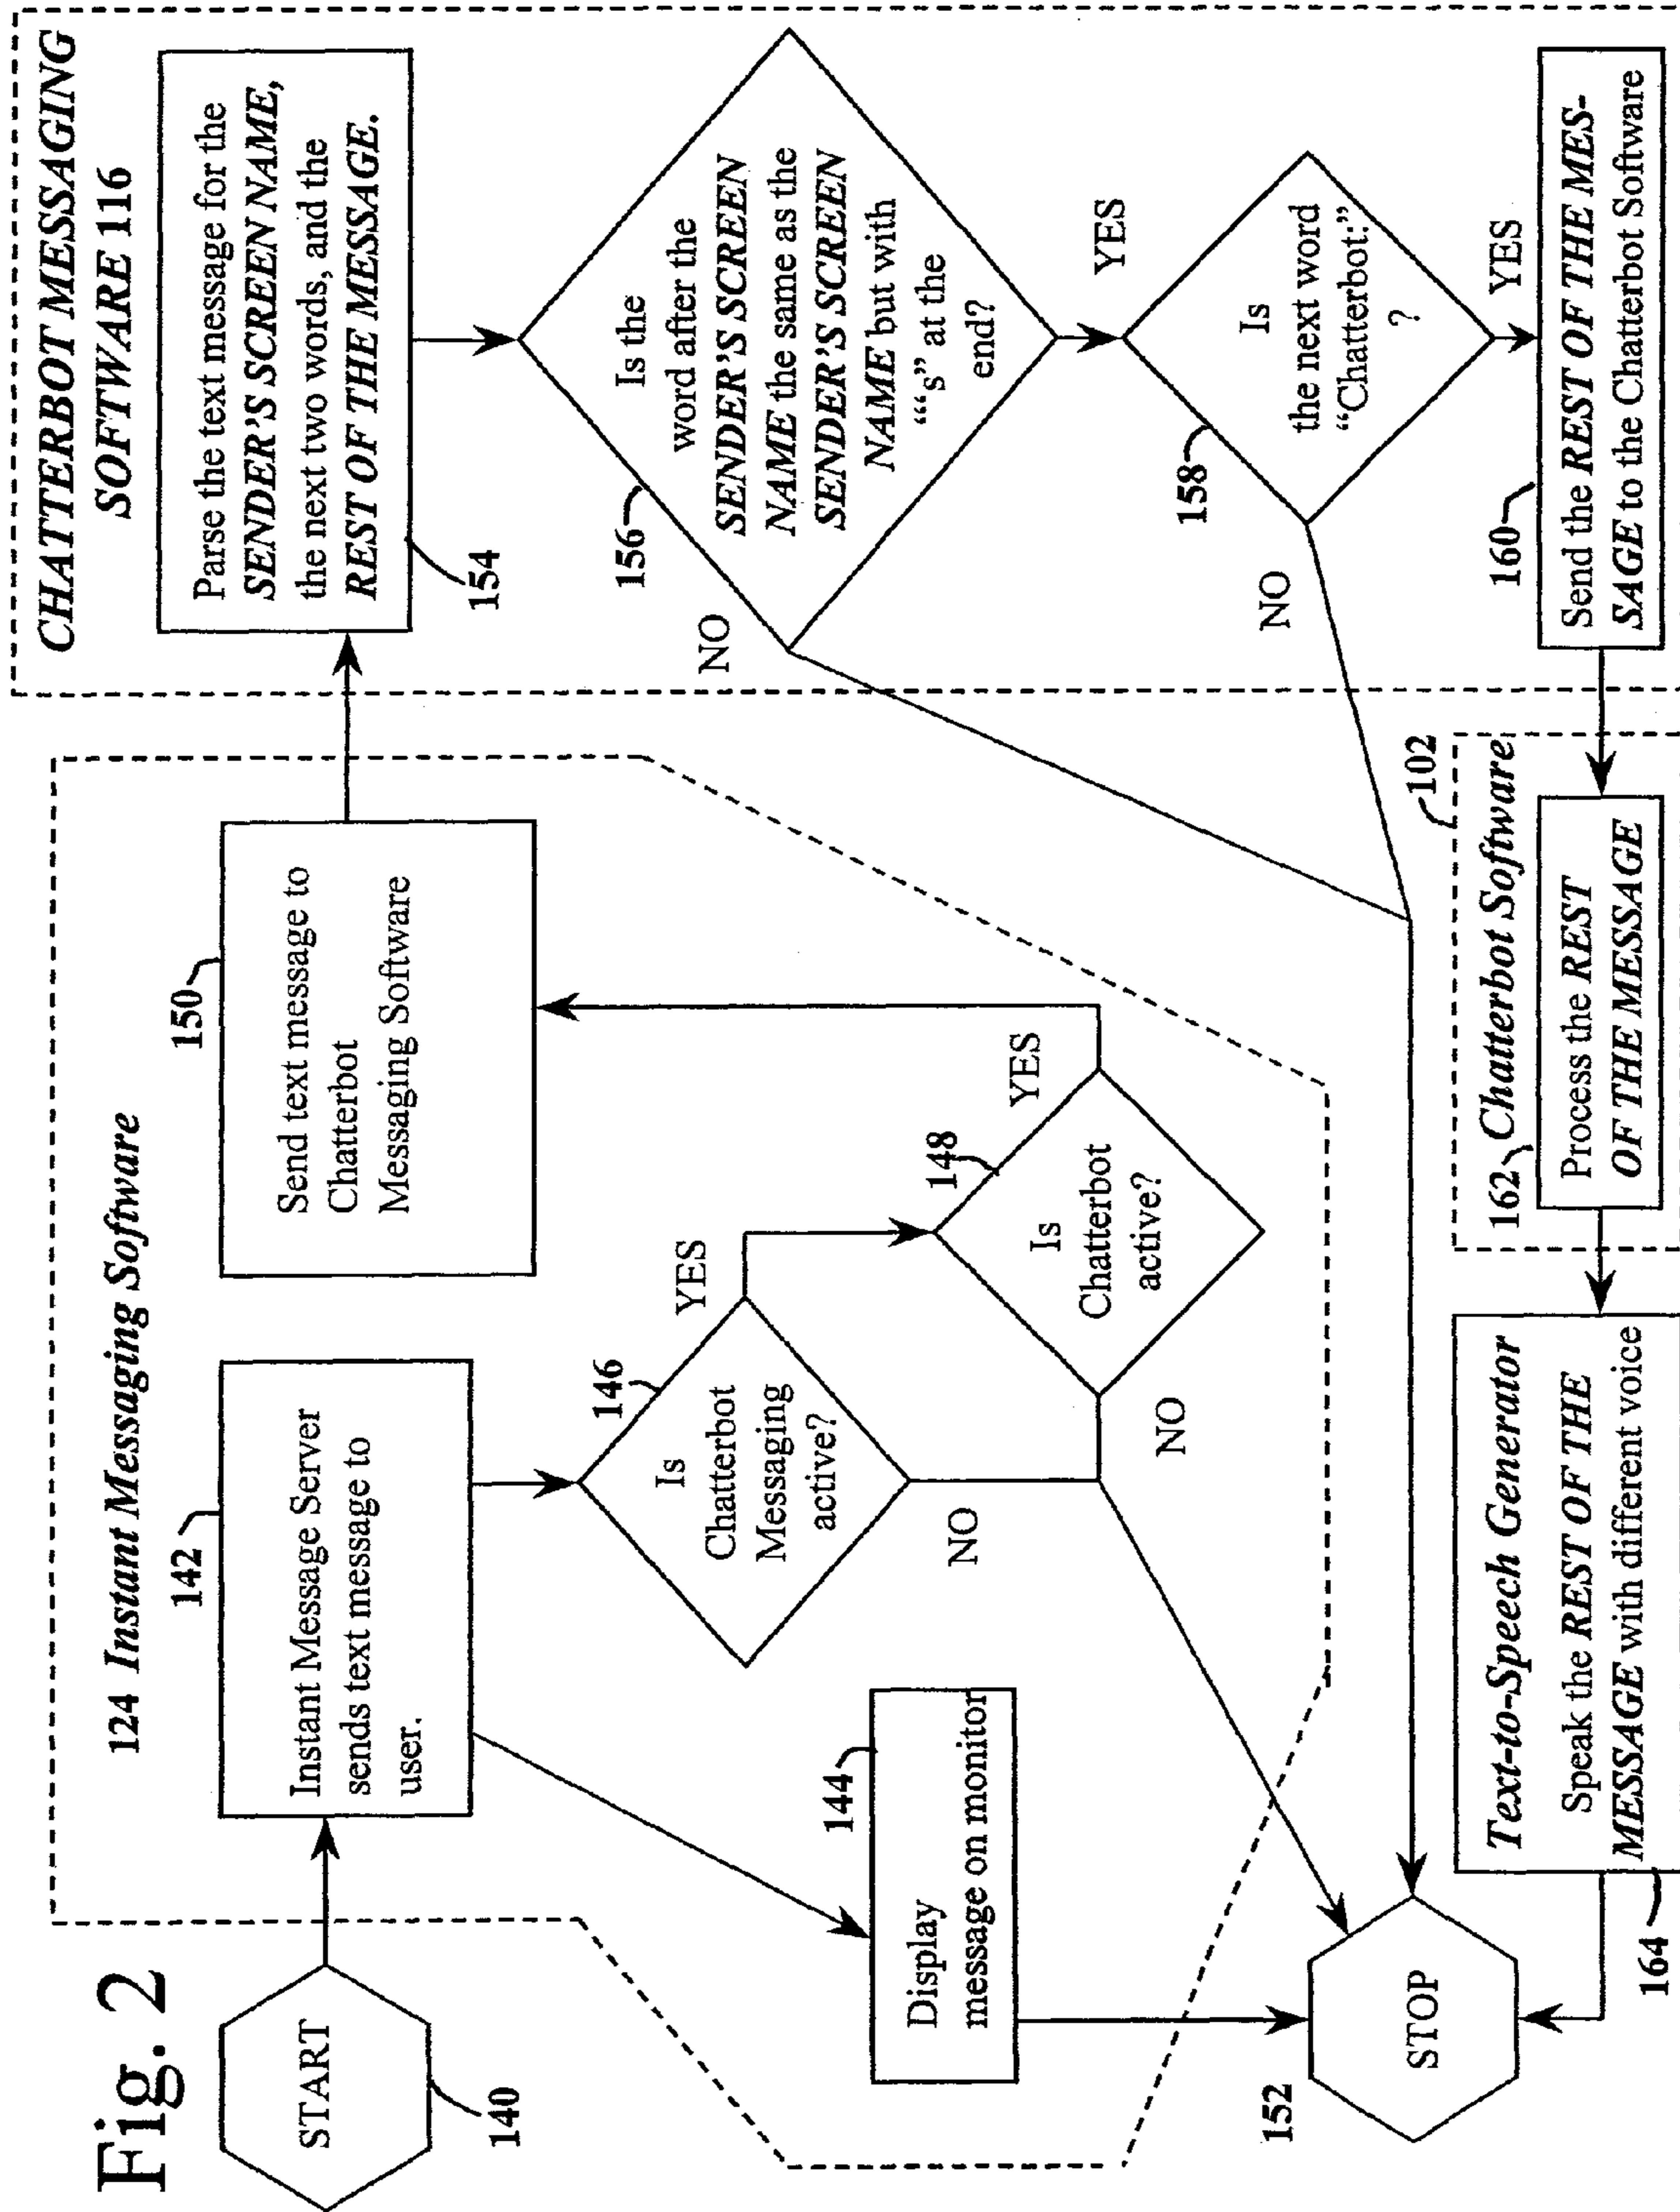 Fig. 2
START
140
124 Instant Messaging Software
142
Instant Message Server
sends text message to
user.
144
Display
message on monitor
146
Is
Chatterbot
Messaging
active?
YES
NO
148
Is
Chatterbot
active?
YES
NO
150
Send text message to
Chatterbot
Messaging Software
152
STOP
CHATTERBOT MESSAGING
SOFTWARE 116
Parse the text message for the
SENDER'S SCREEN NAME,
the next two words, and the
REST OF THE MESSAGE.
154
156
Is the
word after the
SENDER'S SCREEN
NAME the same as the
SENDER'S SCREEN
NAME but with
“‘s” at the
end?
NO
YES
158
Is
the next word
“Chatterbot:”
?
NO
YES
160
Send the REST OF THE MES-
SAGE to the Chatterbot Software
102
162 Chatterbot Software
Process the REST
OF THE MESSAGE
Text-to-Speech Generator
Speak the REST OF THE
MESSAGE with different voice
164